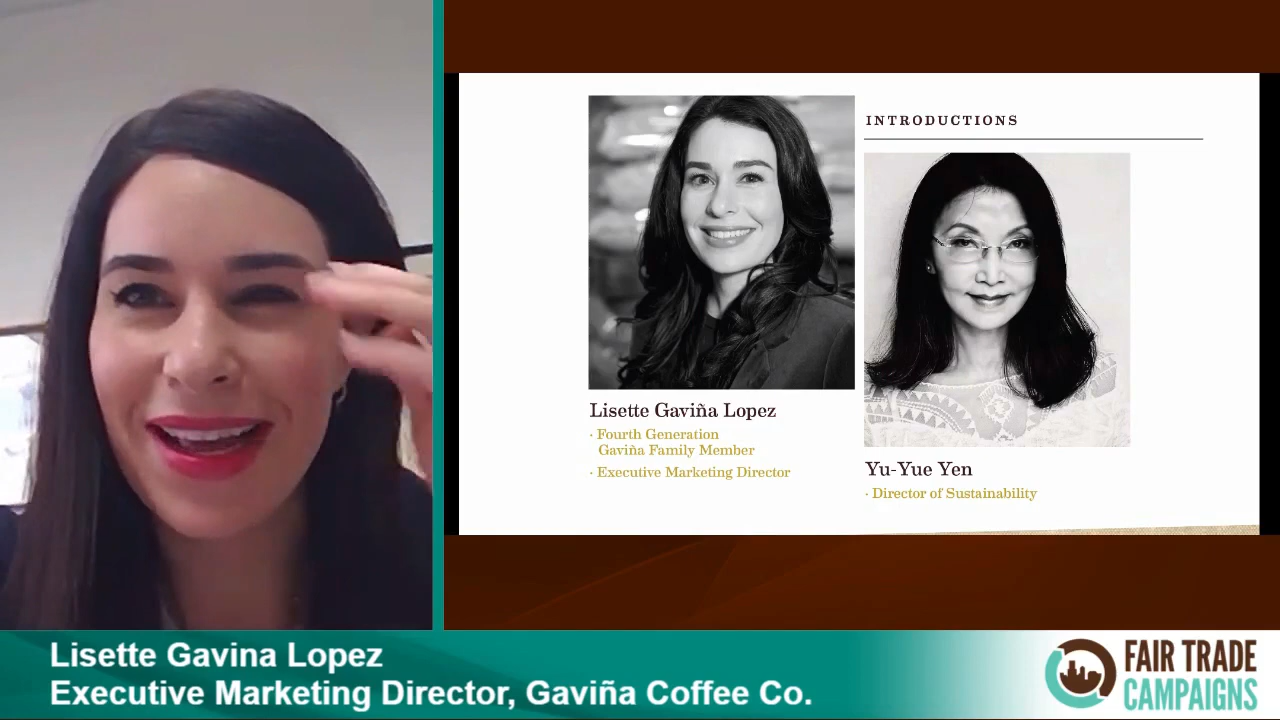 INTRODUCTIONS
Lisette Gaviña Lopez
· Fourth Generation
Gaviña Family Member
· Executive Marketing Director
Yu-Yue Yen
· Director of Sustainability
Lisette Gavina Lopez
Executive Marketing Director, Gaviña Coffee Co.
FAIR TRADE
CAMPAIGNS